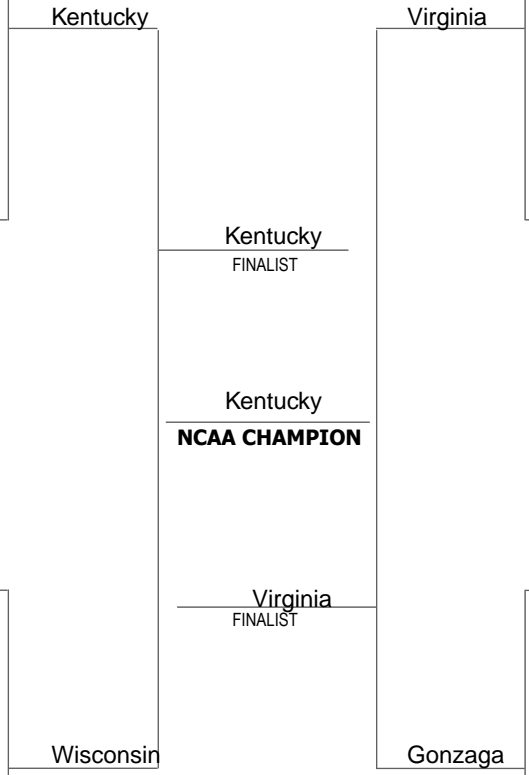 Kentucky
Virginia
Kentucky
FINALIST
Kentucky
NCAA CHAMPION
Virginia
FINALIST
Wisconsin
Gonzaga